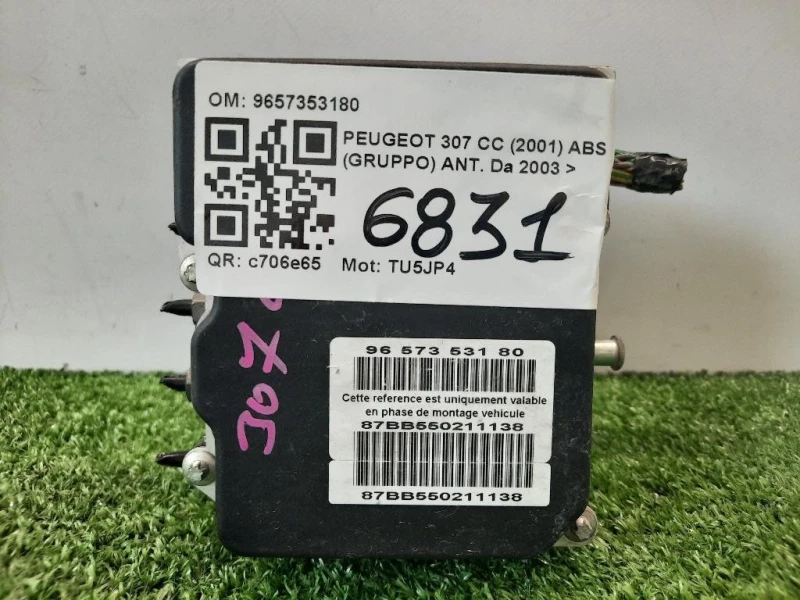 OM: 9657353180
PEUGEOT 307 CC (2001) ABS
(GRUPPO) ANT. Da 2003 >
6831
QR: c706e65 Mot: TU5JP4
307
96 573 531 80
Cette reference est uniquement valable
en phase de montage vehicule
87BB550211138
87BB550211138